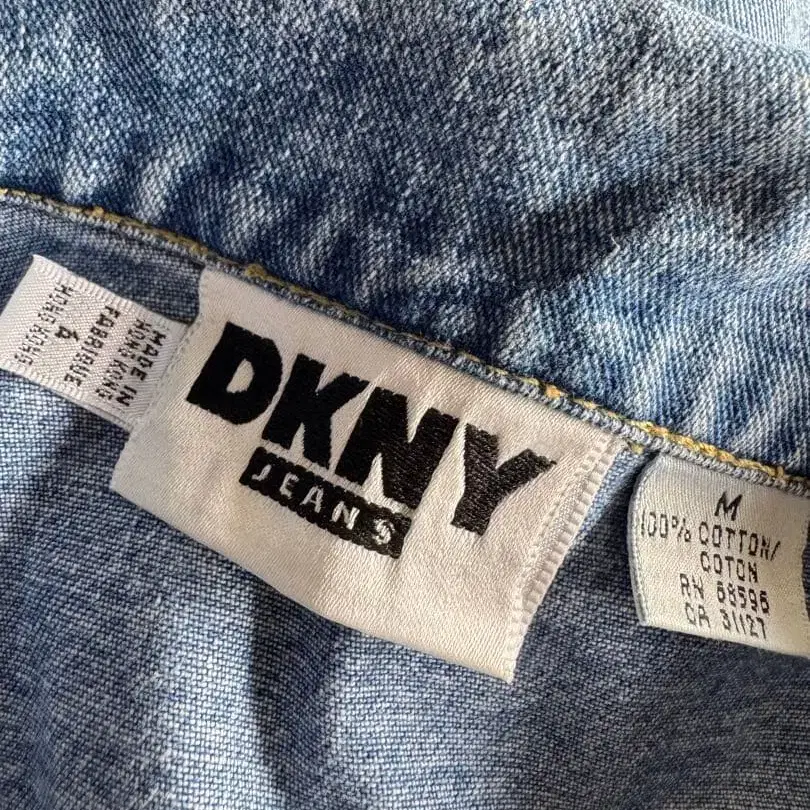 MADE IN
HONG KONG
FABRIQUE
À
HONG KONG
DKNY
JEANS
M
100% COTTON/
COTON
RN 68596
CA 31127